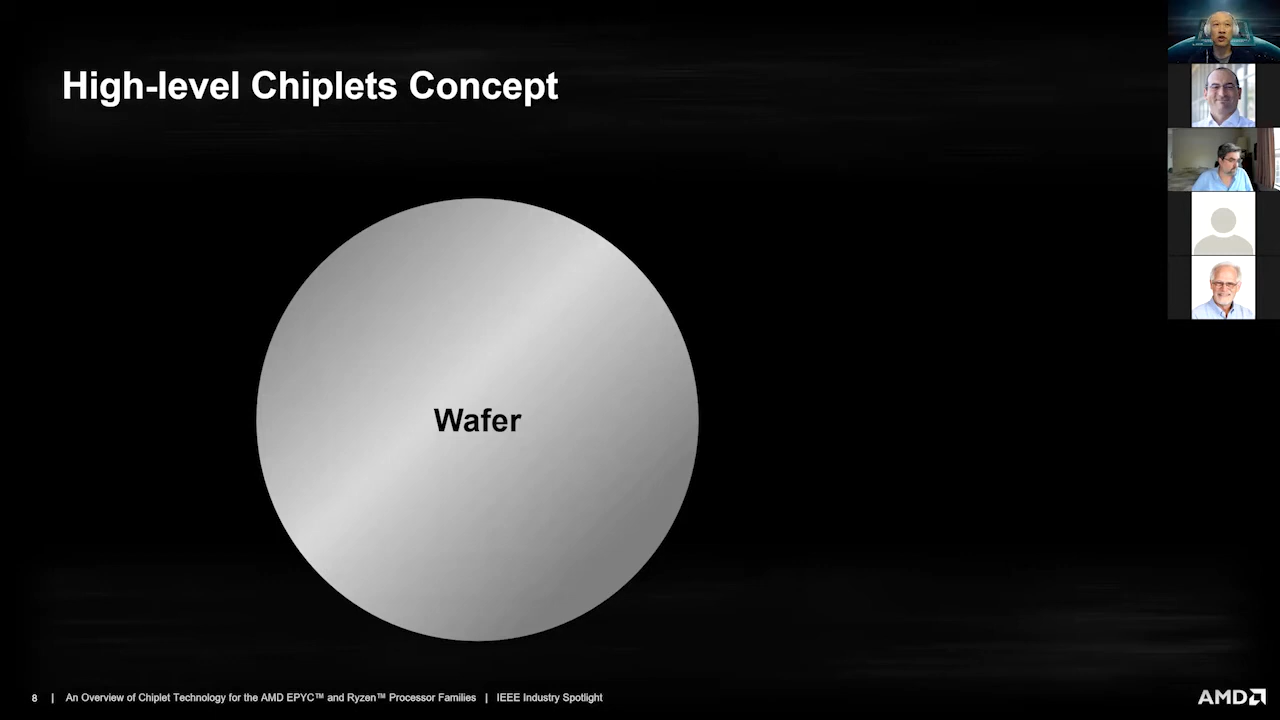 High-level Chiplets Concept
Wafer
8 | An Overview of Chiplet Technology for the AMD EPYC™ and Ryzen™ Processor Families | IEEE Industry Spotlight
AMD